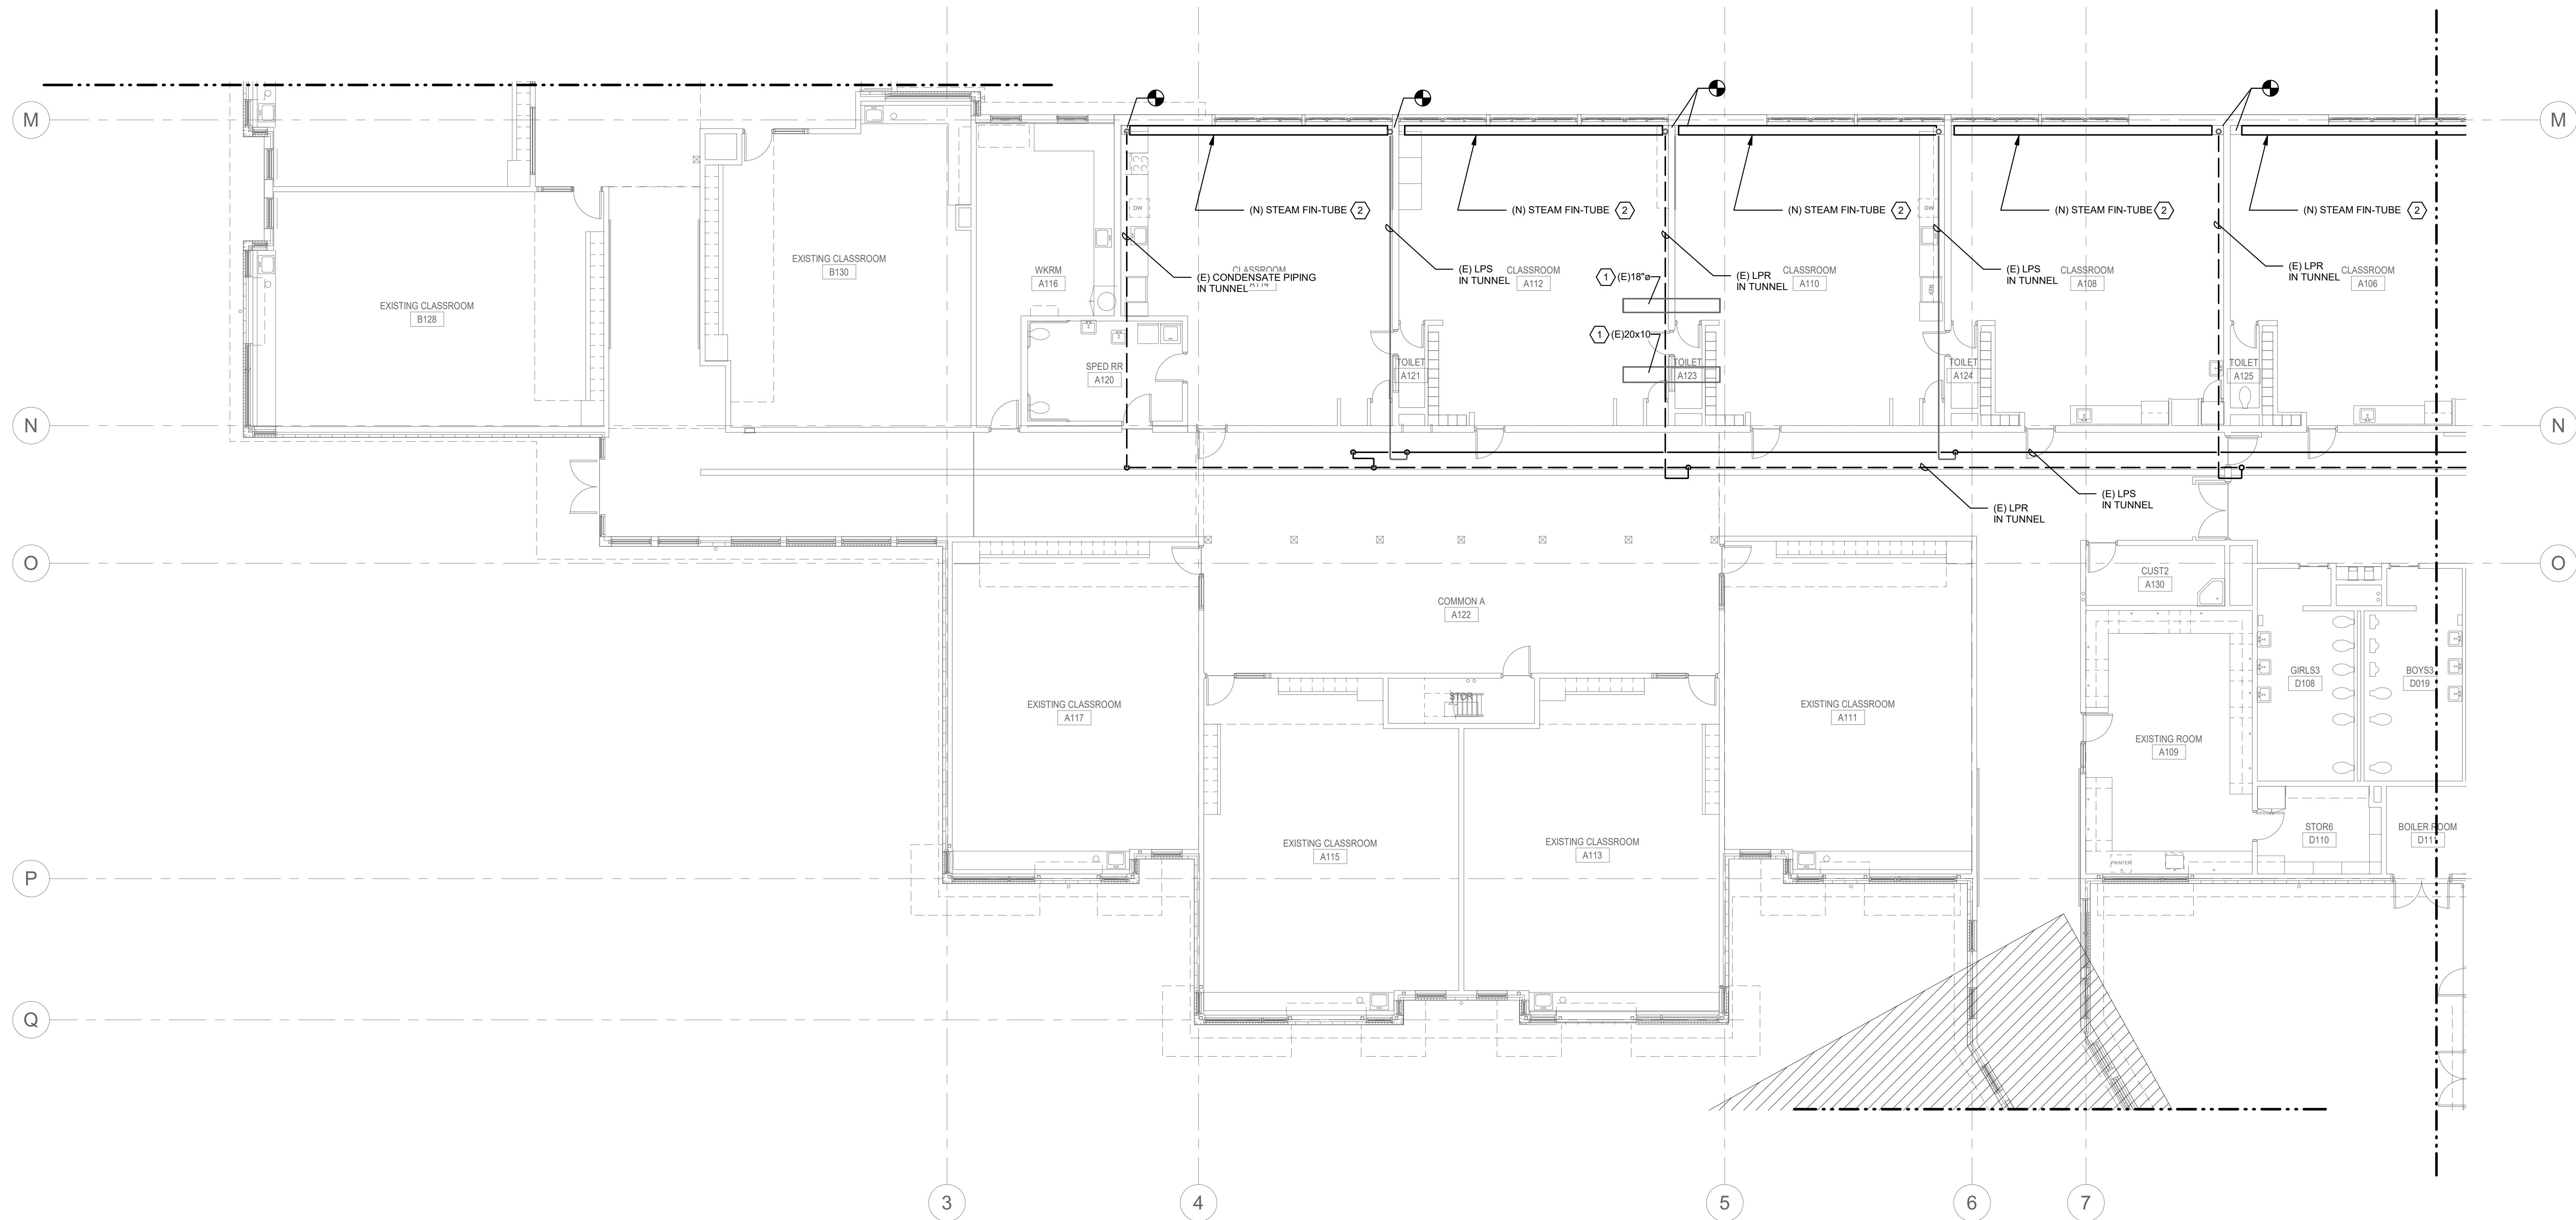 M
M
(N) STEAM FIN-TUBE 2
(N) STEAM FIN-TUBE 2
(N) STEAM FIN-TUBE 2
(N) STEAM FIN-TUBE 2
(N) STEAM FIN-TUBE 2
DW
DW
EXISTING CLASSROOM
B130
WKRM
A116
(E) CONDENSATE PIPING
IN TUNNEL
CLASSROOM
A114
(E) LPS
IN TUNNEL
CLASSROOM
A112
1 (E)18"ø
(E) LPR
IN TUNNEL
CLASSROOM
A110
REF
(E) LPS
IN TUNNEL
CLASSROOM
A108
(E) LPR
IN TUNNEL
CLASSROOM
A106
EXISTING CLASSROOM
B128
1 (E)20x10
SPED RR
A120
TOILET
A121
TOILET
A123
TOILET
A124
TOILET
A125
N
N
(E) LPS
IN TUNNEL
(E) LPR
IN TUNNEL
O
O
CUST2
A130
COMMON A
A122
GIRLS3
D108
BOYS3
D019
EXISTING CLASSROOM
A117
STOR
EXISTING CLASSROOM
A111
EXISTING ROOM
A109
EXISTING CLASSROOM
A115
EXISTING CLASSROOM
A113
STOR6
D110
BOILER ROOM
D111
PRINTER
P
P
Q
Q
3
4
5
6
7